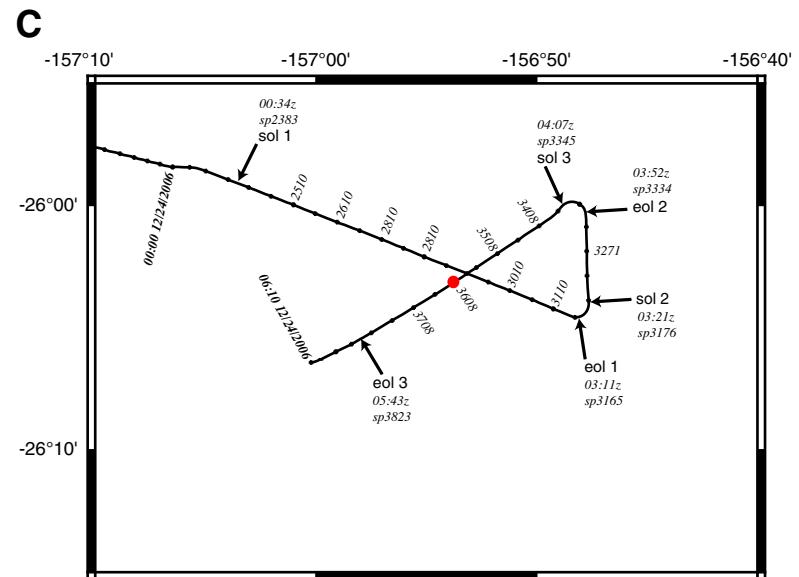 C
-157°10'
-157°00'
-156°50'
-156°40'
00:34z
sp2383
sol 1
04:07z
sp3345
sol 3
03:52z
sp3334
eol 2
-26°00'
00:00 12/24/2006
2510
2610
2810
2810
3408
3508
3271
3010
3110
06:10 12/24/2006
3608
3708
sol 2
03:21z
sp3176
eol 1
03:11z
sp3165
eol 3
05:43z
sp3823
-26°10'